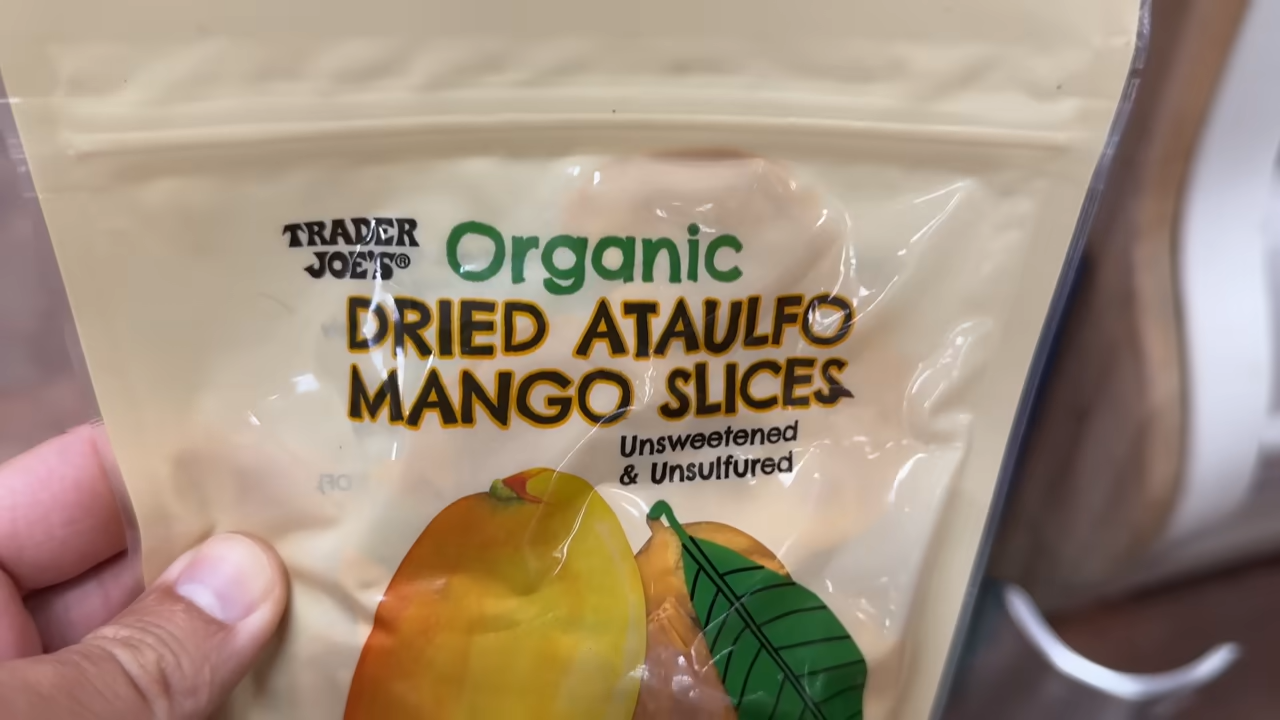 TRADER
JOE'S®
Organic
DRIED ATAULFO
MANGO SLICES
Unsweetened
& Unsulfured